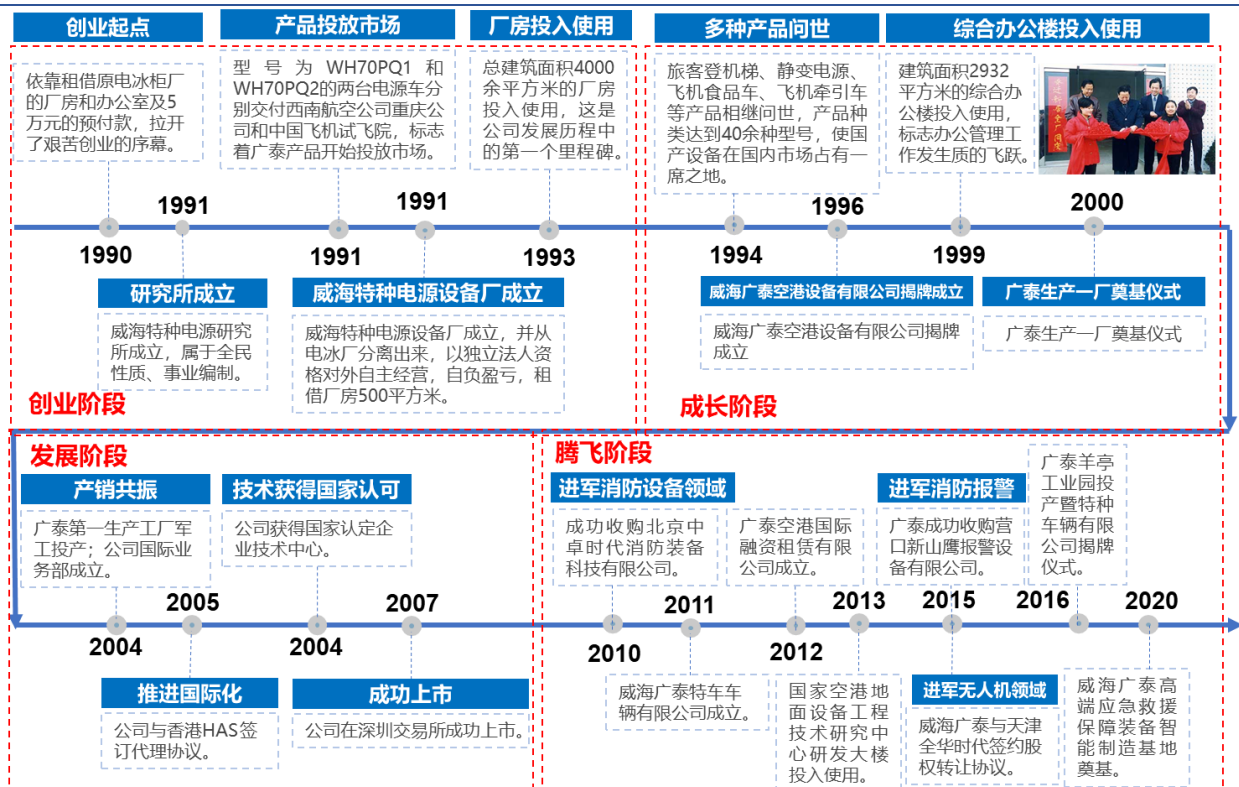 创业起点
依靠租借原电冰柜厂
的厂房和办公室及5
万元的预付款，拉开
了艰苦创业的序幕。
产品投放市场
型号为WH70PQ1和
WH70PQ2的两台电源车分
别交付西南航空公司重庆公
司和中国飞机试飞院，标志
着广泰产品开始投放市场。
厂房投入使用
总建筑面积4000
余平方米的厂房
投入使用，这是
公司发展历程中
的第一个里程碑。
多种产品问世
旅客登机梯、静变电源、
飞机食品车、飞机牵引车
等产品相继问世，产品种
类达到40余种型号，使国
产设备在国内市场占有一
席之地。
综合办公楼投入使用
建筑面积2932
平方米的综合办
公楼投入使用，
标志办公管理工
作发生质的飞跃。
1991
1991
1996
2000
1990
1991
1993
1994
1999
研究所成立
威海特种电源研究
所成立，属于全民
性质、事业编制。
威海特种电源设备厂成立
威海特种电源设备厂成立，并从
电冰厂分离出来，以独立法人资
格对外自主经营，自负盈亏，租
借厂房500平方米。
威海广泰空港设备有限公司揭牌成立
威海广泰空港设备有限公司揭牌
成立
广泰生产一厂奠基仪式
广泰生产一厂奠基仪式
创业阶段
成长阶段
发展阶段
产销共振
广泰第一生产工厂军
工投产；公司国际业
务部成立。
技术获得国家认可
公司获得国家认定企
业技术中心。
腾飞阶段
进军消防设备领域
成功收购北京中
卓时代消防装备
科技有限公司。
广泰空港国际
融资租赁有限
公司成立。
进军消防报警
广泰成功收购营
口新山鹰报警设
备有限公司。
广泰羊亭
工业园投
产暨特种
车辆有限
公司揭牌
仪式。
2005
2007
2011
2013
2015
2016
2020
2004
2004
2010
2012
推进国际化
公司与香港HAS签
订代理协议。
成功上市
公司在深圳交易所成功上市。
威海广泰特车车
辆有限公司成立。
国家空港地
面设备工程
技术研究中
心研发大楼
投入使用。
进军无人机领域
威海广泰与天津
全华时代签约股
权转让协议。
威海广泰高
端应急救援
保障装备智
能制造基地
奠基。